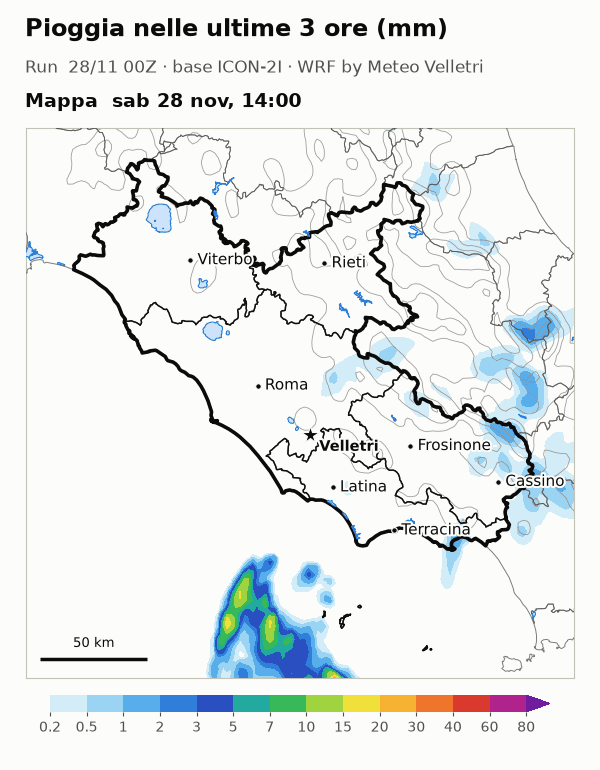 Pioggia nelle ultime 3 ore (mm)
Run  28/11 00Z · base ICON-2I · WRF by Meteo Velletri
Mappa  sab 28 nov, 14:00
Viterbo
Rieti
Roma
Velletri
Frosinone
Latina
Cassino
Terracina
50 km
0.2 0.5 1 2 3 5 7 10 15 20 30 40 60 80